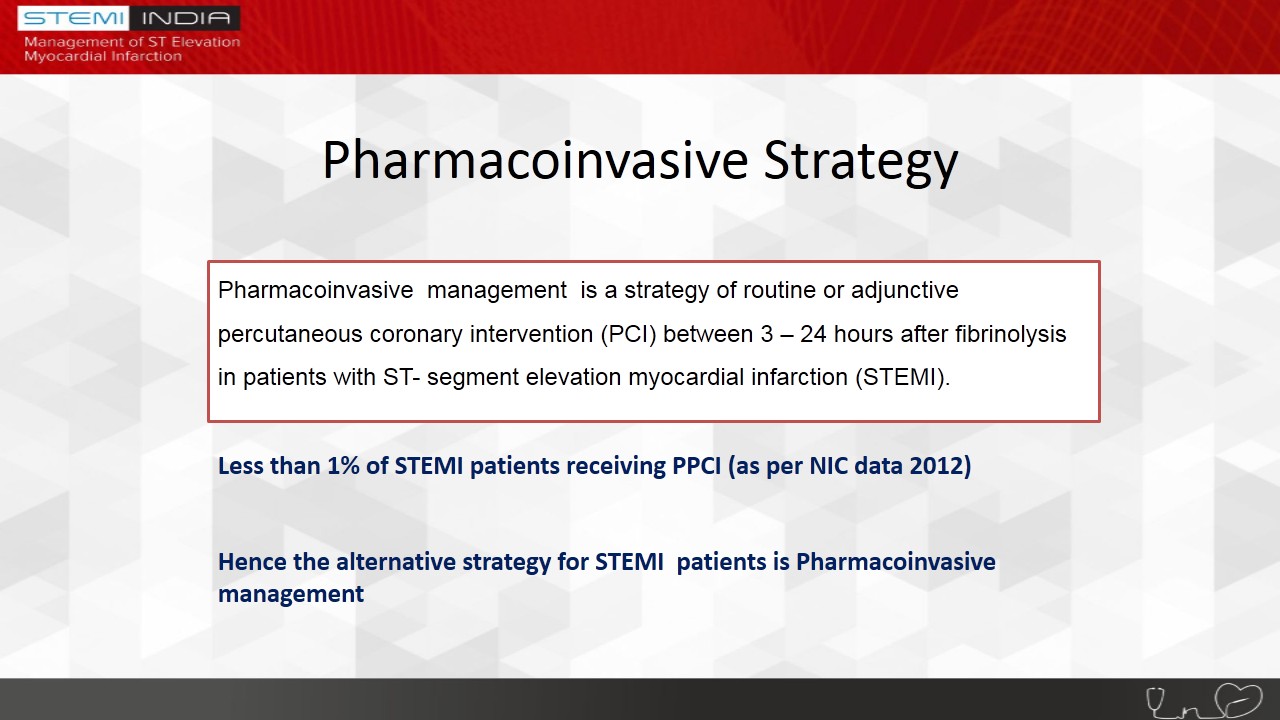 STEMI INDIA
Management of ST Elevation
Myocardial Infarction
Pharmacoinvasive Strategy
Pharmacoinvasive  management  is a strategy of routine or adjunctive
percutaneous coronary intervention (PCI) between 3 – 24 hours after fibrinolysis
in patients with ST- segment elevation myocardial infarction (STEMI).
Less than 1% of STEMI patients receiving PPCI (as per NIC data 2012)
Hence the alternative strategy for STEMI  patients is Pharmacoinvasive
management